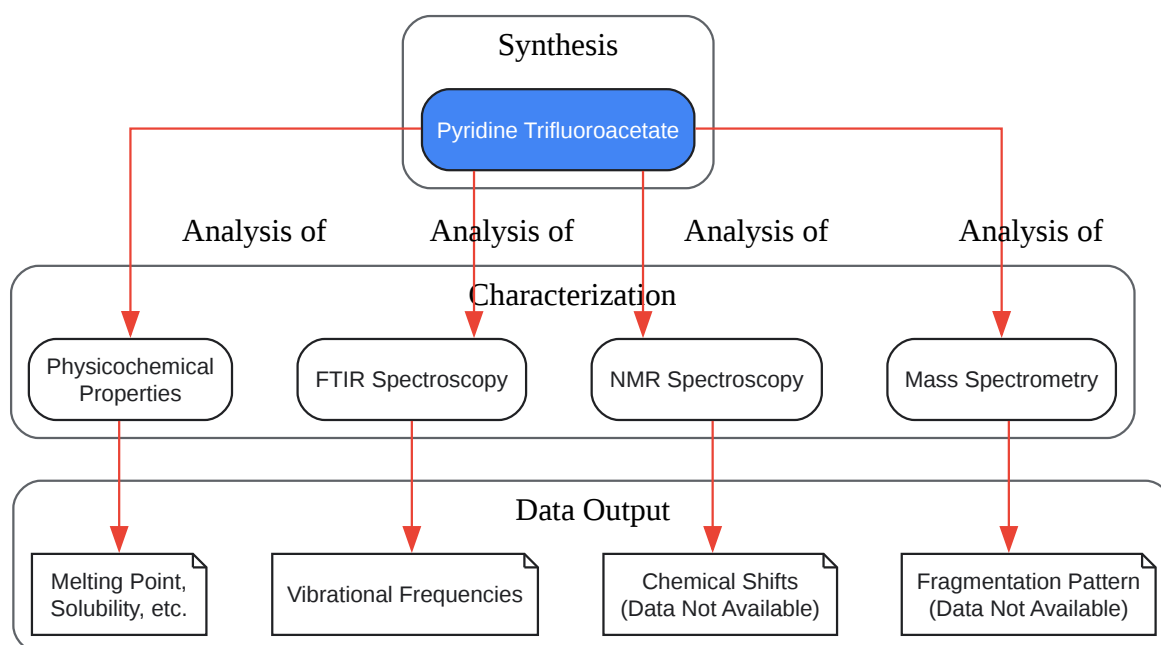 Synthesis
Pyridine Trifluoroacetate
Analysis of
Analysis of
Analysis of
Analysis of
Characterization
Physicochemical
Properties
FTIR Spectroscopy
NMR Spectroscopy
Mass Spectrometry
Data Output
Melting Point,
Solubility, etc.
Vibrational Frequencies
Chemical Shifts
(Data Not Available)
Fragmentation Pattern
(Data Not Available)